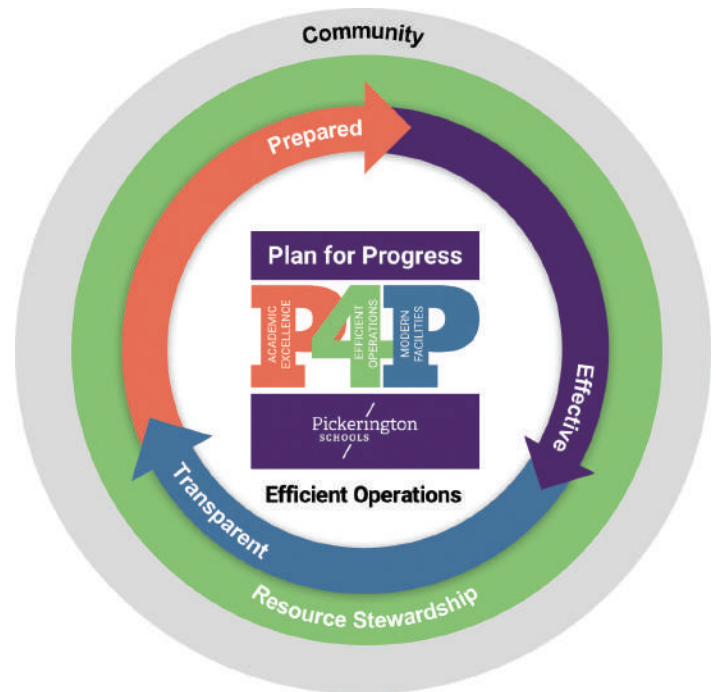 Community
Prepared
Plan for Progress
P4P
ACADEMIC
EXCELLENCE
EFFICIENT
OPERATIONS
MODERN
FACILITIES
Pickerington
SCHOOLS
Efficient Operations
Effective
Transparent
Resource Stewardship